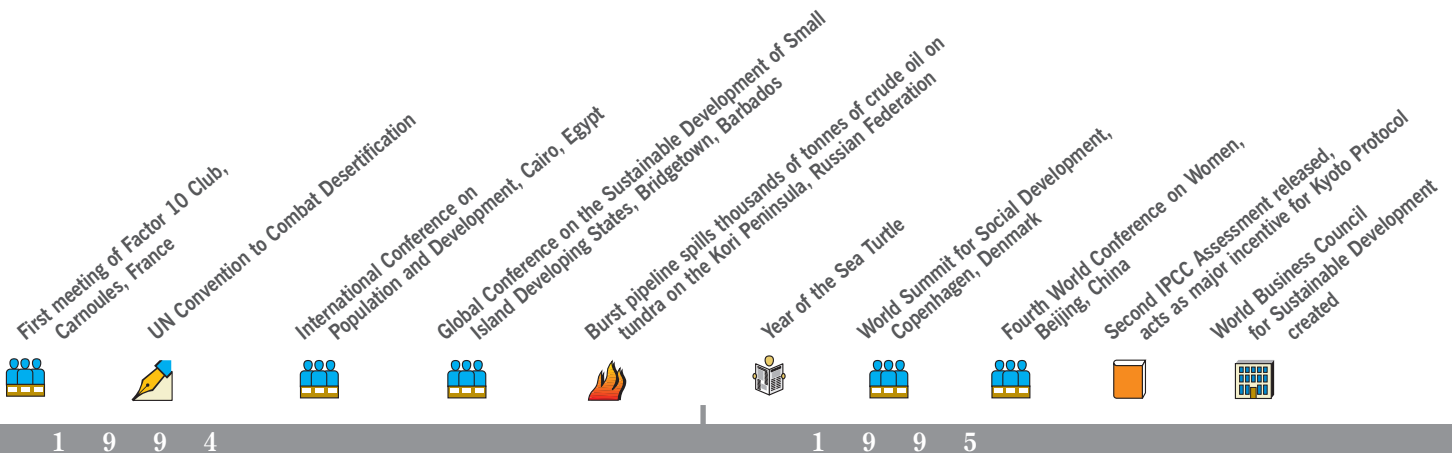 First meeting of Factor 10 Club,
Carnoules, France
UN Convention to Combat Desertification
International Conference on
Population and Development, Cairo, Egypt
Global Conference on the Sustainable Development of Small
Island Developing States, Bridgetown, Barbados
Burst pipeline spills thousands of tonnes of crude oil on
tundra on the Kori Peninsula, Russian Federation
Year of the Sea Turtle
World Summit for Social Development,
Copenhagen, Denmark
Fourth World Conference on Women,
Beijing, China
Second IPCC Assessment released,
acts as major incentive for Kyoto Protocol
World Business Council
for Sustainable Development
created
1 9 9 4
1 9 9 5